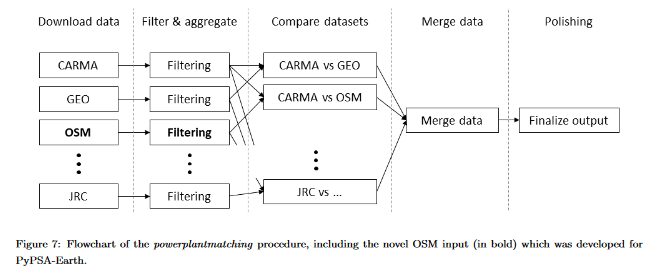 Download data
Filter & aggregate
Compare datasets
Merge data
Polishing
CARMA
Filtering
CARMA vs GEO
GEO
Filtering
CARMA vs OSM
OSM
Filtering
Merge data
Finalize output
JRC
Filtering
JRC vs ...
Figure 7: Flowchart of the powerplantmatching procedure, including the novel OSM input (in bold) which was developed for
PyPSA-Earth.